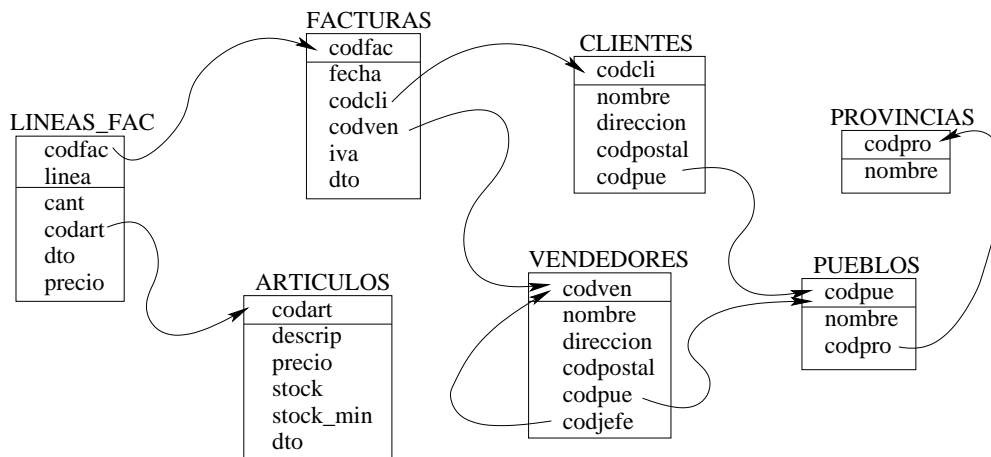 FACTURAS
codfac
fecha
codcli
codven
iva
dto
CLIENTES
codcli
nombre
direccion
codpostal
codpue
PROVINCIAS
codpro
nombre
LINEAS_FAC
codfac
linea
cant
codart
dto
precio
ARTICULOS
codart
descrip
precio
stock
stock_min
dto
VENDEDORES
codven
nombre
direccion
codpostal
codpue
codjefe
PUEBLOS
codpue
nombre
codpro